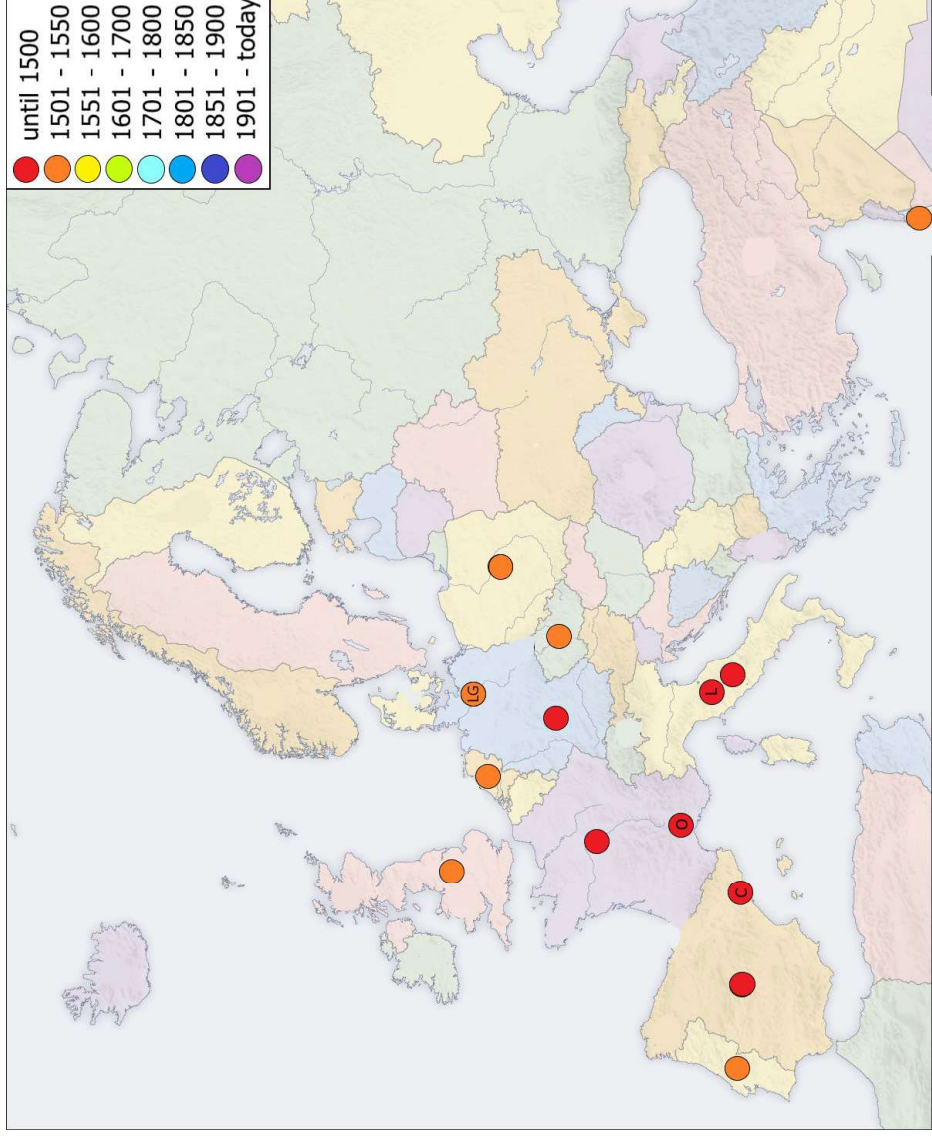 until 1500
1501 - 1550
1551 - 1600
1601 - 1700
1701 - 1800
1801 - 1850
1851 - 1900
1901 - today
LG
L
O
C